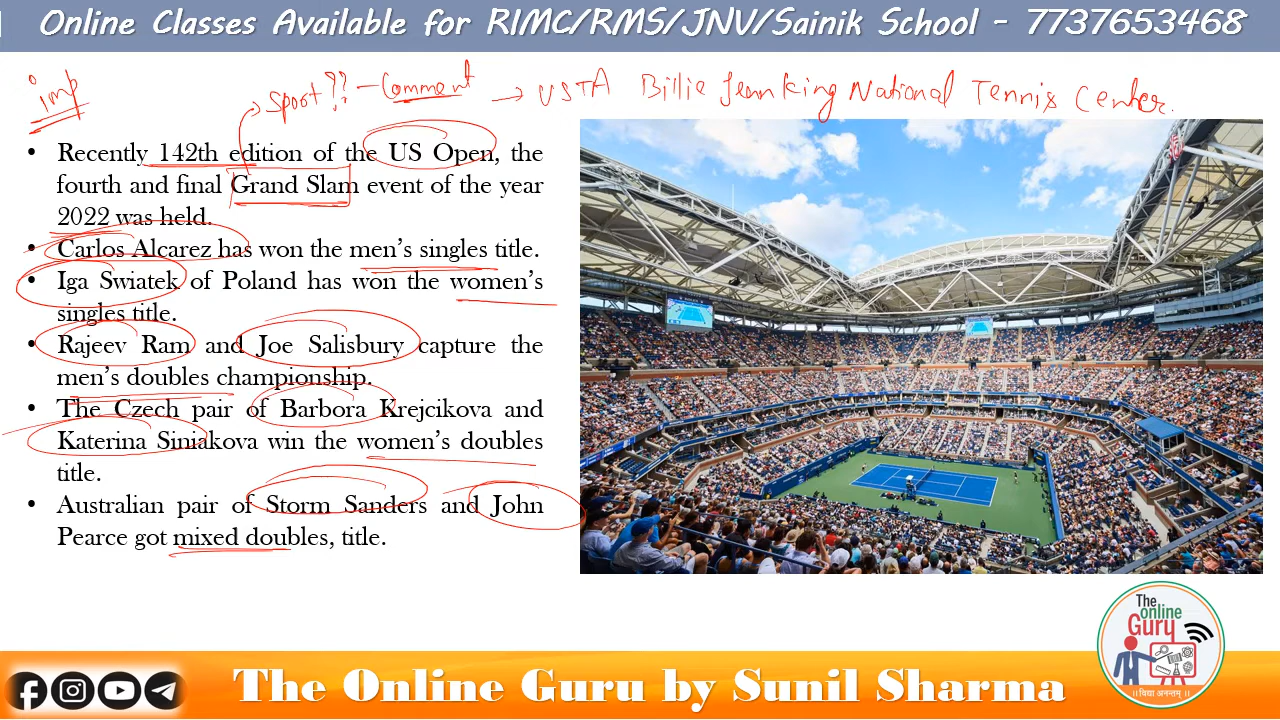 Online Classes Available for RIMC/RMS/JNV/Sainik School - 7737653468
imp
Sport ?? - Comment → USTA Billie Jean King National Tennis Center.
• Recently 142th edition of the US Open, the
fourth and final Grand Slam event of the year
2022 was held.
• Carlos Alcarez has won the men's singles title.
• Iga Swiatek of Poland has won the women's
singles title.
• Rajeev Ram and Joe Salisbury capture the
men's doubles championship.
• The Czech pair of Barbora Krejcikova and
Katerina Siniakova win the women's doubles
title.
• Australian pair of Storm Sanders and John
Pearce got mixed doubles, title.
The
online
Gury
।। विद्या अनन्तम् ।।
The Online Guru by Sunil Sharma